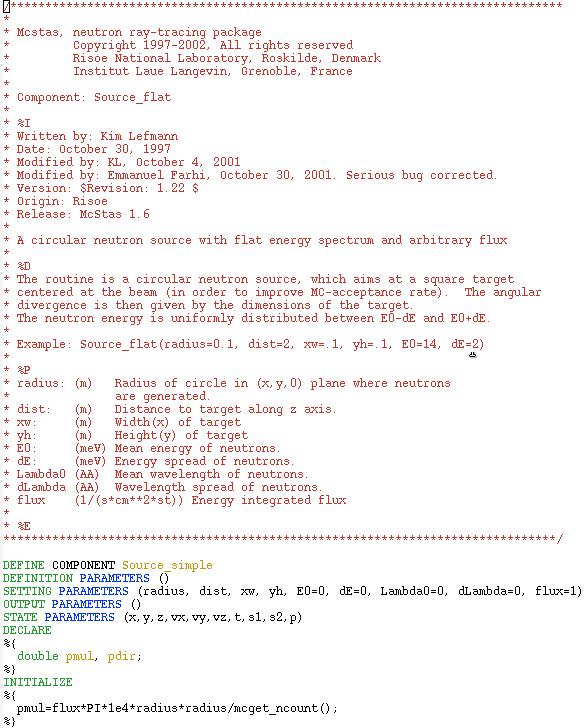 /******************************************************************************
*
* Mcstas, neutron ray-tracing package
*         Copyright 1997-2002, All rights reserved
*         Risoe National Laboratory, Roskilde, Denmark
*         Institut Laue Langevin, Grenoble, France
*
* Component: Source_flat
*
* %I
* Written by: Kim Lefmann
* Date: October 30, 1997
* Modified by: KL, October 4, 2001
* Modified by: Emmanuel Farhi, October 30, 2001. Serious bug corrected.
* Version: $Revision: 1.22 $
* Origin: Risoe
* Release: McStas 1.6
*
* A circular neutron source with flat energy spectrum and arbitrary flux
*
* %D
* The routine is a circular neutron source, which aims at a square target
* centered at the beam (in order to improve MC-acceptance rate).  The angular
* divergence is then given by the dimensions of the target.
* The neutron energy is uniformly distributed between E0-dE and E0+dE.
*
* Example: Source_flat(radius=0.1, dist=2, xw=.1, yh=.1, E0=14, dE=2)
*
* %P
* radius: (m)   Radius of circle in (x,y,0) plane where neutrons
*               are generated.
* dist:   (m)   Distance to target along z axis.
* xw:     (m)   Width(x) of target
* yh:     (m)   Height(y) of target
* E0:     (meV) Mean energy of neutrons.
* dE:     (meV) Energy spread of neutrons.
* Lambda0 (AA)  Mean wavelength of neutrons.
* dLambda (AA)  Wavelength spread of neutrons.
* flux    (1/(s*cm**2*st)) Energy integrated flux
*
* %E
******************************************************************************/

DEFINE COMPONENT Source_simple
DEFINITION PARAMETERS ()
SETTING PARAMETERS (radius, dist, xw, yh, E0=0, dE=0, Lambda0=0, dLambda=0, flux=1)
OUTPUT PARAMETERS ()
STATE PARAMETERS (x,y,z,vx,vy,vz,t,s1,s2,p)
DECLARE
%{
  double pmul, pdir;
%}
INITIALIZE
%{
  pmul=flux*PI*1e4*radius*radius/mcget_ncount();
%}